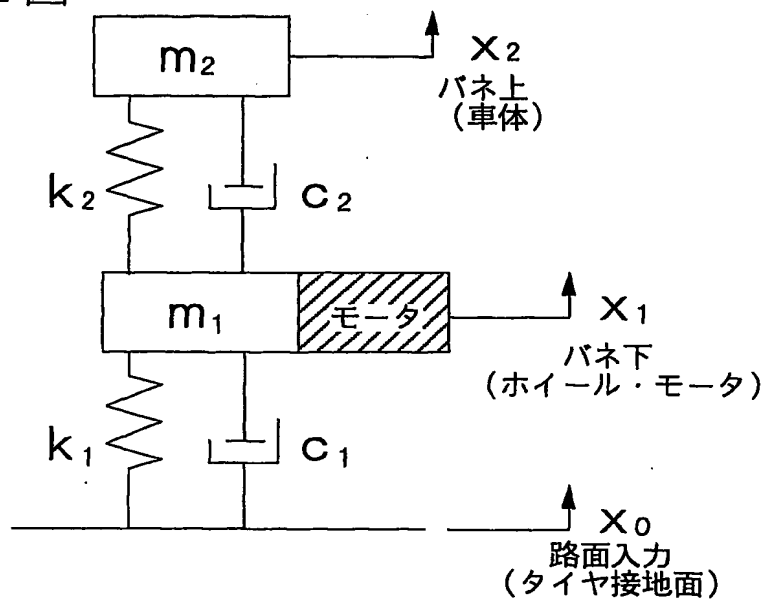 図
m₂
x₂
バネ上
(車体)
k₂
c₂
m₁
モータ
x₁
バネ下
(ホイール・モータ)
k₁
c₁
x₀
路面入力
(タイヤ接地面)